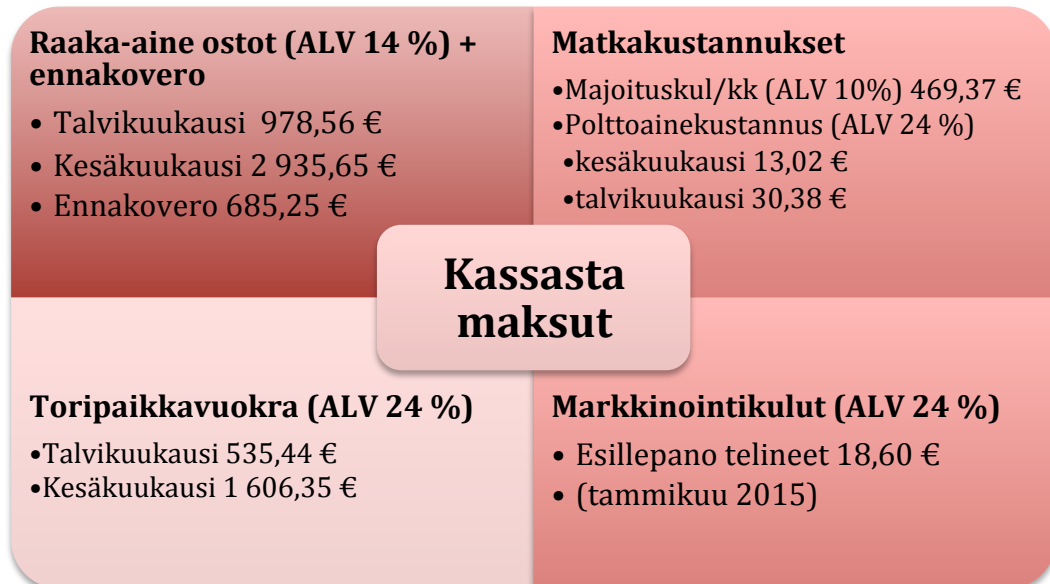 Raaka-aine ostot (ALV 14 %) +
ennakovero
• Talvikuukausi 978,56 €
• Kesäkuukausi 2 935,65 €
• Ennakovero 685,25 €
Matkakustannukset
•Majoituskul/kk (ALV 10%) 469,37 €
•Polttoainekustannus (ALV 24 %)
•kesäkuukausi 13,02 €
•talvikuukausi 30,38 €
Kassasta
maksut
Toripaikkavuokra (ALV 24 %)
•Talvikuukausi 535,44 €
•Kesäkuukausi 1 606,35 €
Markkinointikulut (ALV 24 %)
• Esillepano telineet 18,60 €
• (tammikuu 2015)